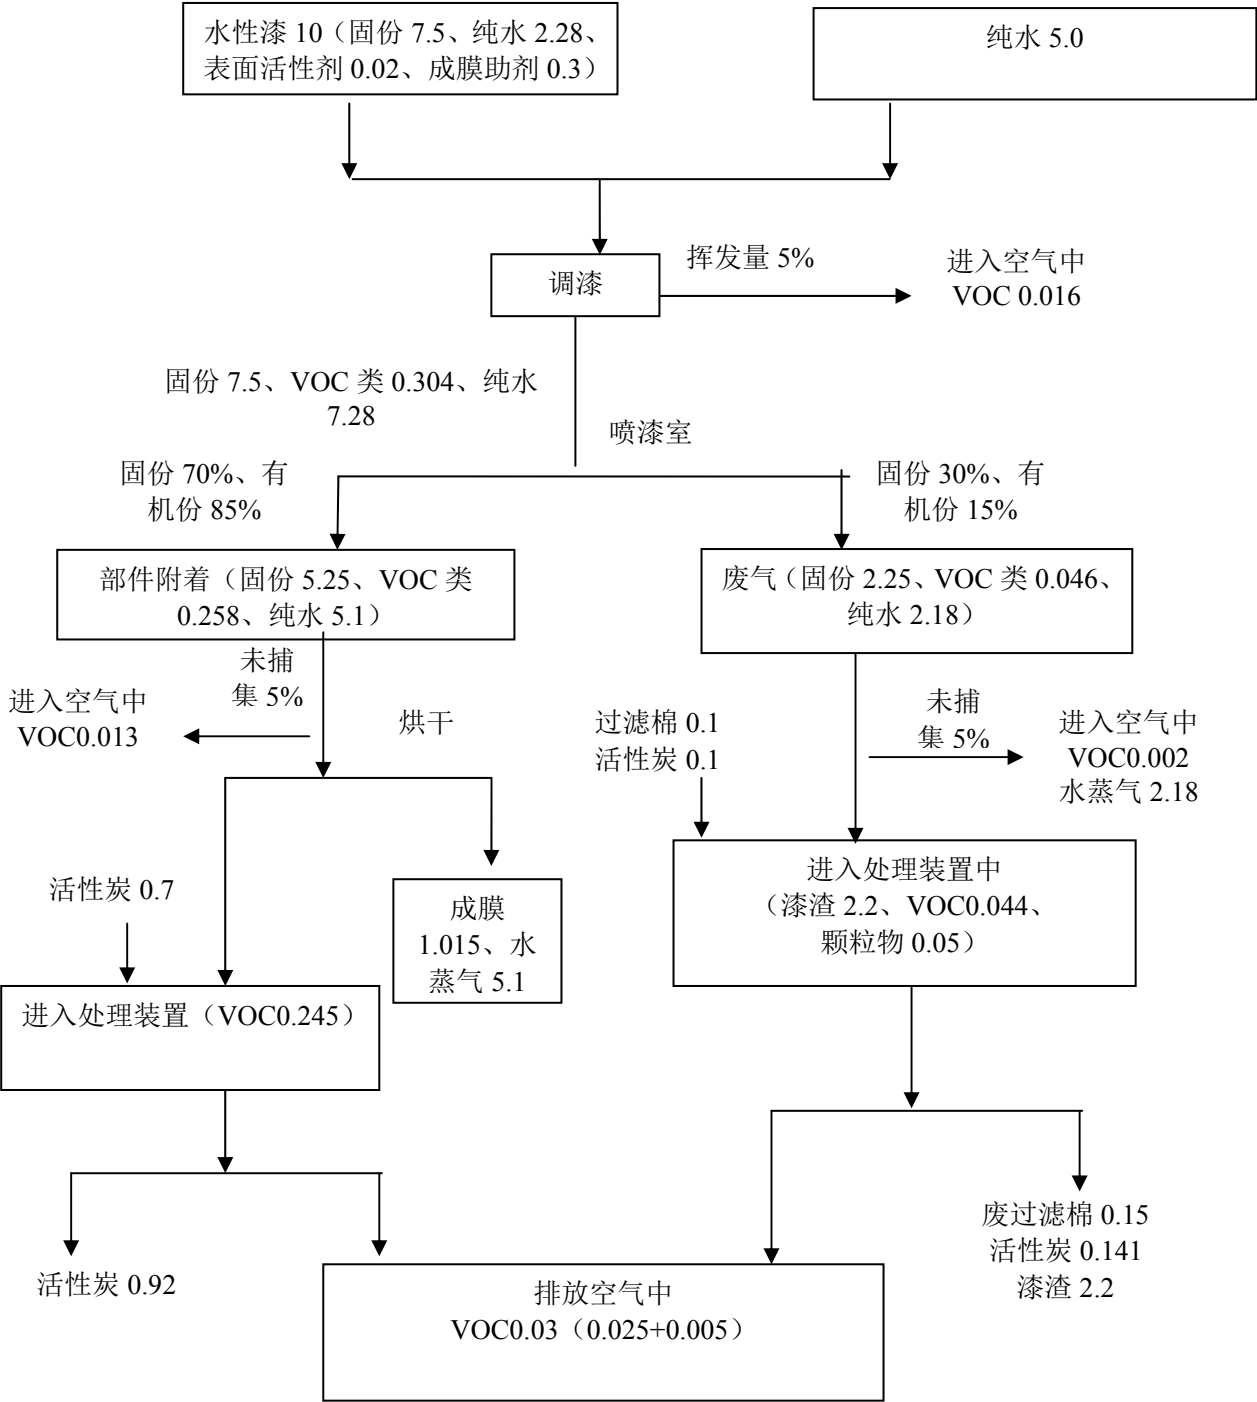 水性漆 10（固份 7.5、纯水 2.28、
表面活性剂 0.02、成膜助剂 0.3）
纯水 5.0
调漆
挥发量 5%
进入空气中
VOC 0.016
固份 7.5、VOC 类 0.304、纯水
7.28
喷漆室
固份 70%、有
机份 85%
固份 30%、有
机份 15%
部件附着（固份 5.25、VOC 类
0.258、纯水 5.1）
废气（固份 2.25、VOC 类 0.046、
纯水 2.18）
未捕
集 5%
进入空气中
VOC0.013
烘干
过滤棉 0.1
活性炭 0.1
未捕
集 5%
进入空气中
VOC0.002
水蒸气 2.18
活性炭 0.7
成膜
1.015、水
蒸气 5.1
进入处理装置中
（漆渣 2.2、VOC0.044、
颗粒物 0.05）
进入处理装置（VOC0.245）
活性炭 0.92
排放空气中
VOC0.03（0.025+0.005）
废过滤棉 0.15
活性炭 0.141
漆渣 2.2